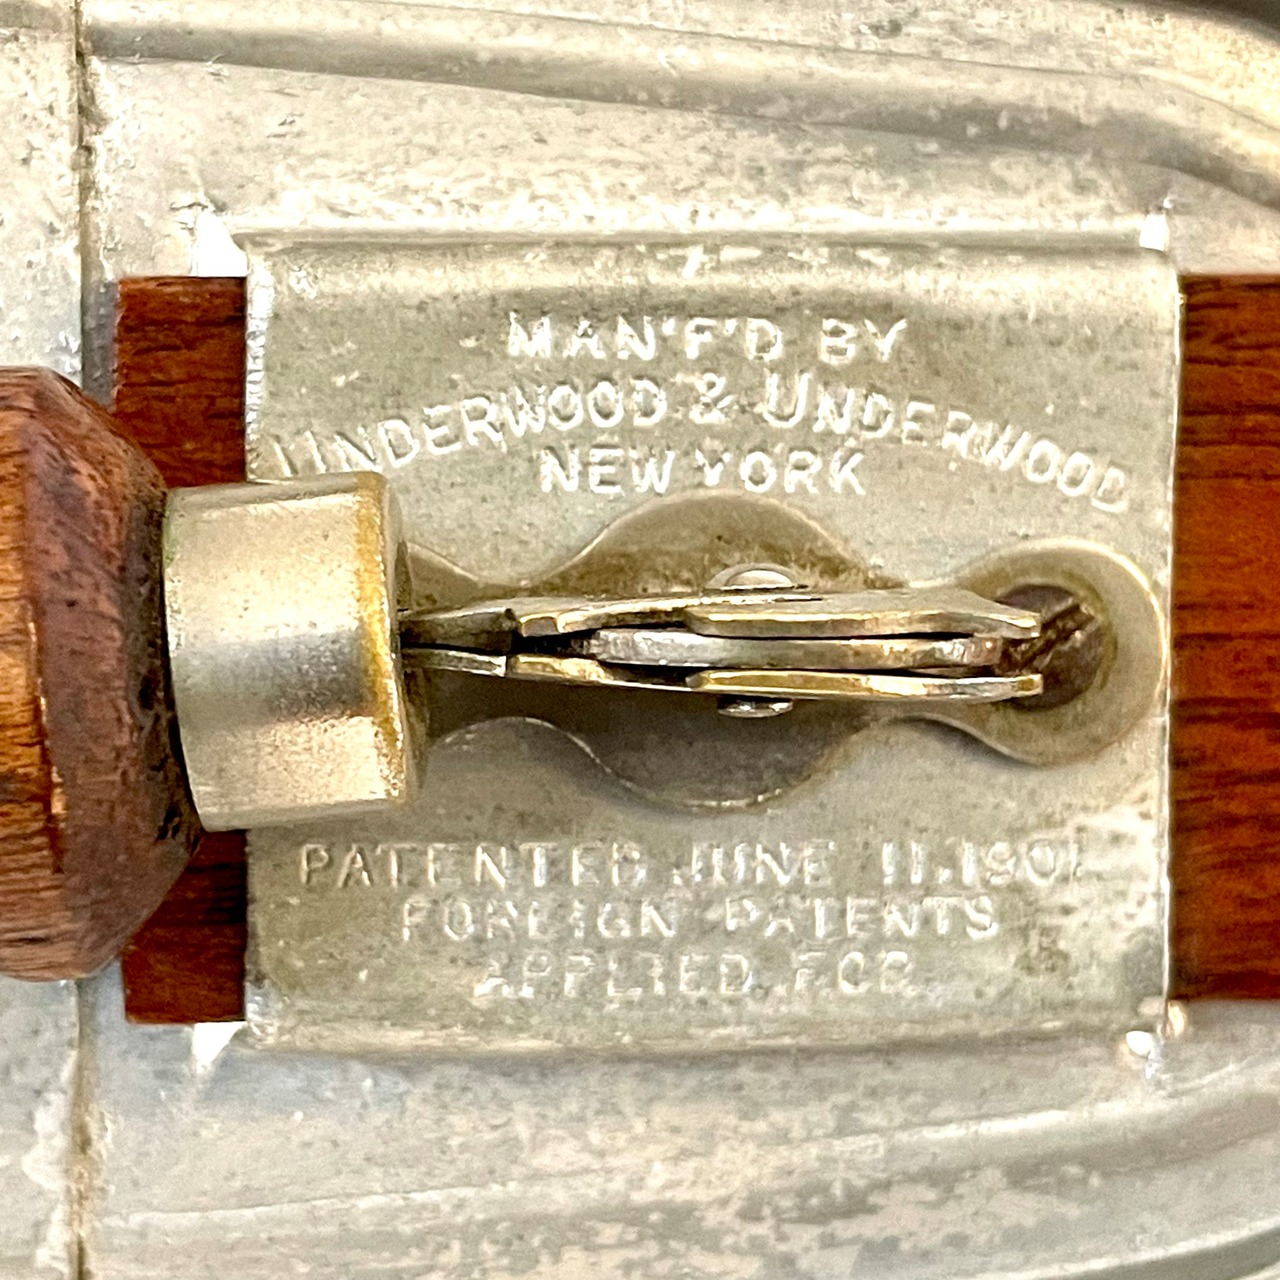 MAN'F'D BY
UNDERWOOD & UNDERWOOD
NEW YORK
PATENTED JUNE 11.1901
FOREIGN PATENTS
APPLIED FOR